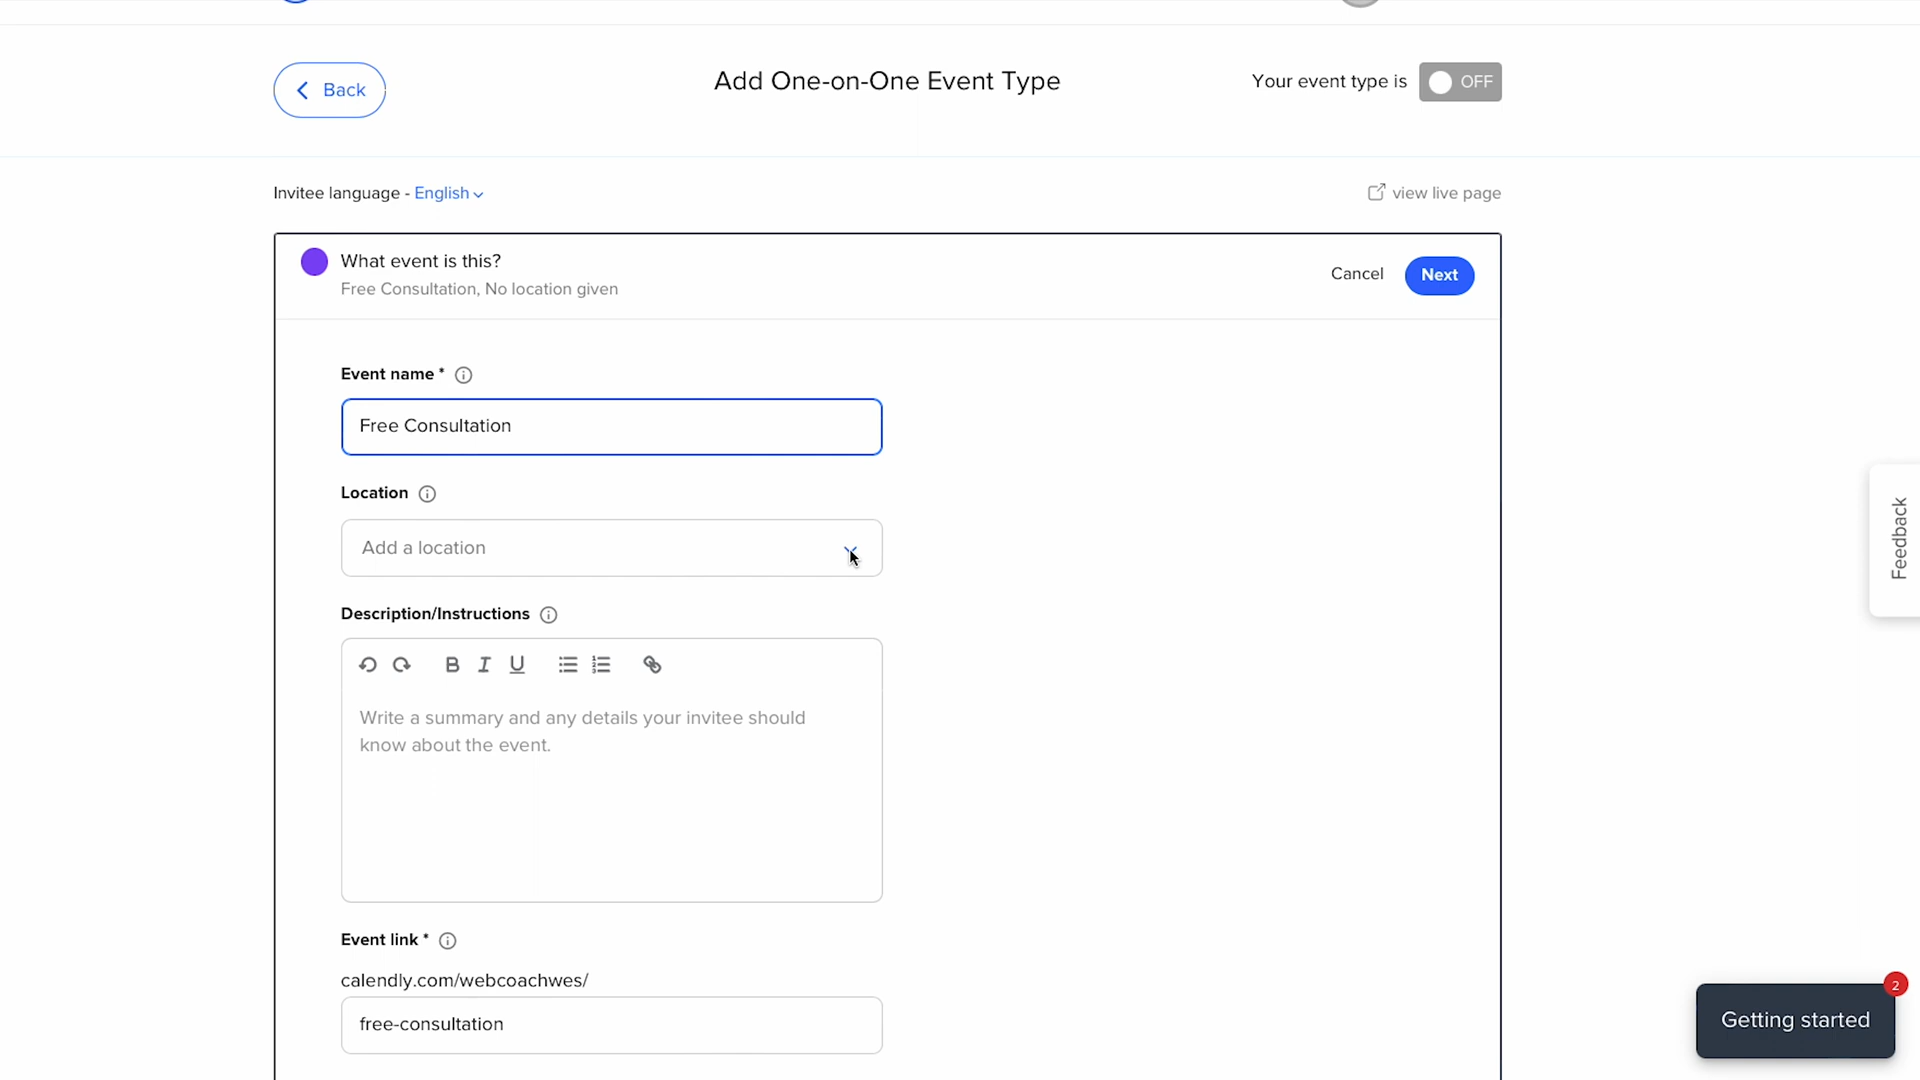 Back
Add One-on-One Event Type
Your event type is
OFF
Invitee language - English
view live page
What event is this?
Free Consultation, No location given
Cancel
Next
Event name *
Free Consultation
Location
Add a location
Description/Instructions
Write a summary and any details your invitee should
know about the event.
Event link *
calendly.com/webcoachwes/
free-consultation
Feedback
2
Getting started